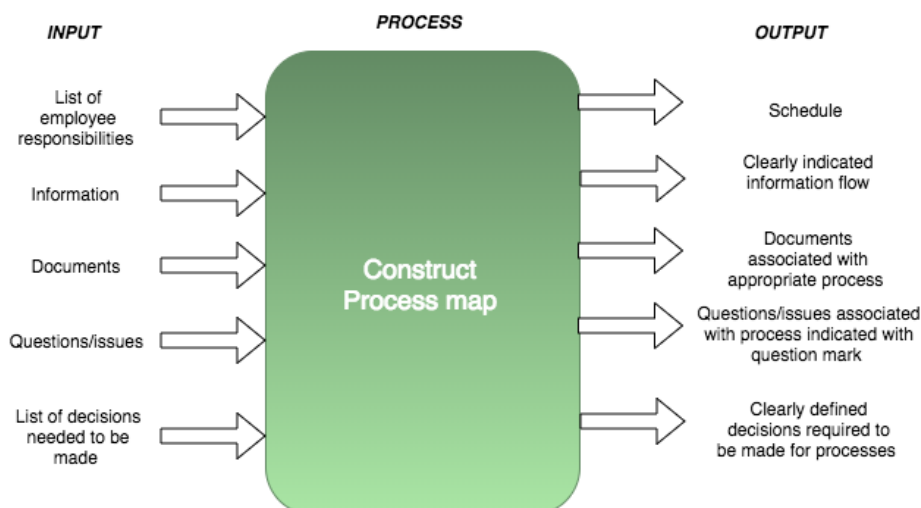 INPUT
PROCESS
OUTPUT
List of
employee
responsibilities
Information
Documents
Questions/issues
List of decisions
needed to be
made
Construct
Process map
Schedule
Clearly indicated
information flow
Documents
associated with
appropriate process
Questions/issues associated
with process indicated with
question mark
Clearly defined
decisions required to
be made for processes